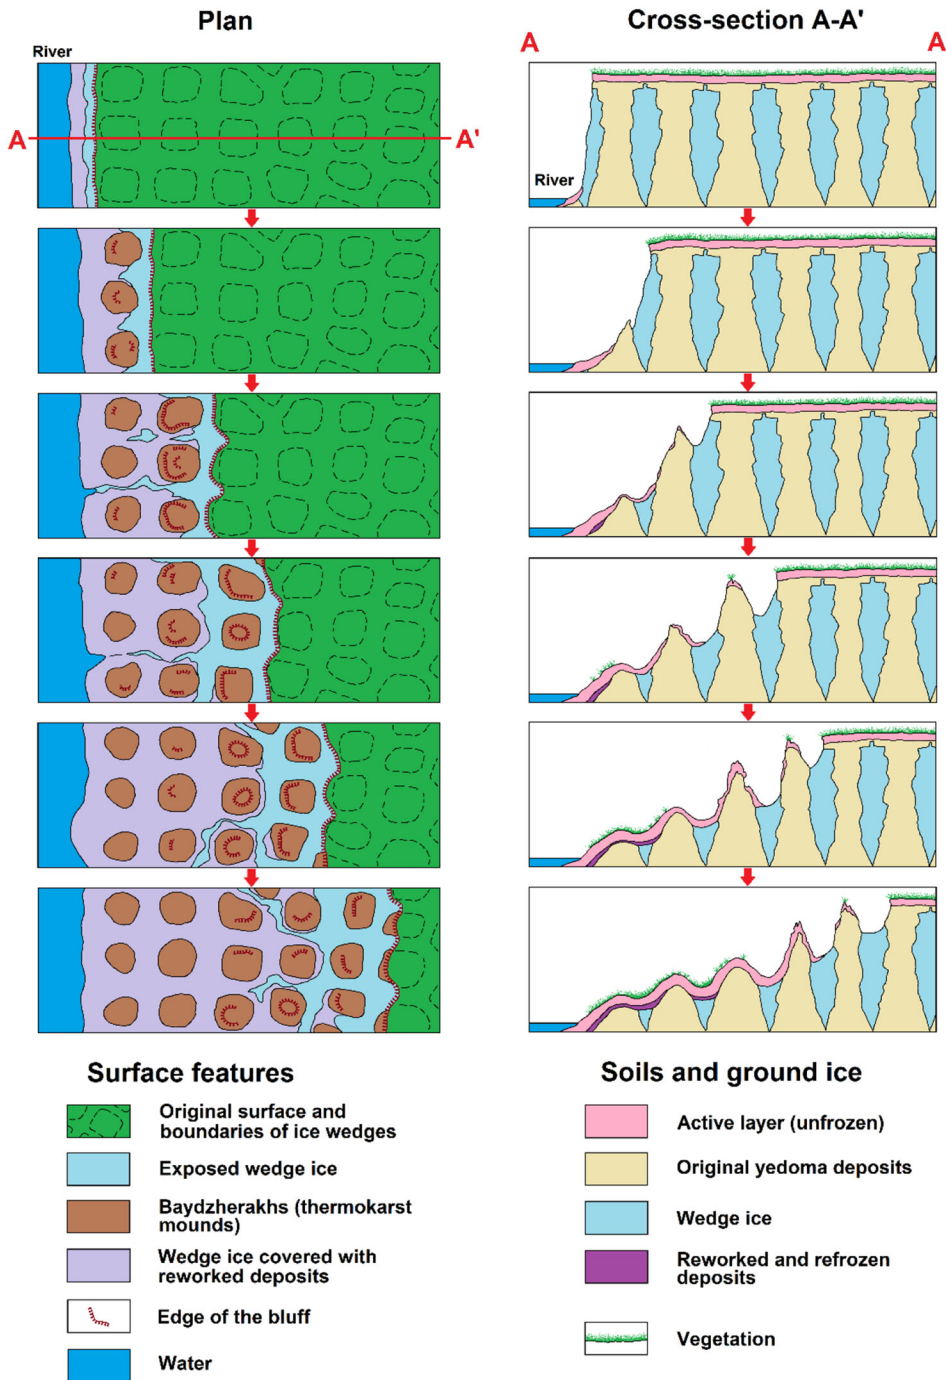 Plan
Cross-section A-A'
River
A
A
A
A'
River
Surface features
Original surface and
boundaries of ice wedges
Exposed wedge ice
Baydzherakhs (thermokarst
mounds)
Wedge ice covered with
reworked deposits
Edge of the bluff
Water
Soils and ground ice
Active layer (unfrozen)
Original yedoma deposits
Wedge ice
Reworked and refrozen
deposits
Vegetation